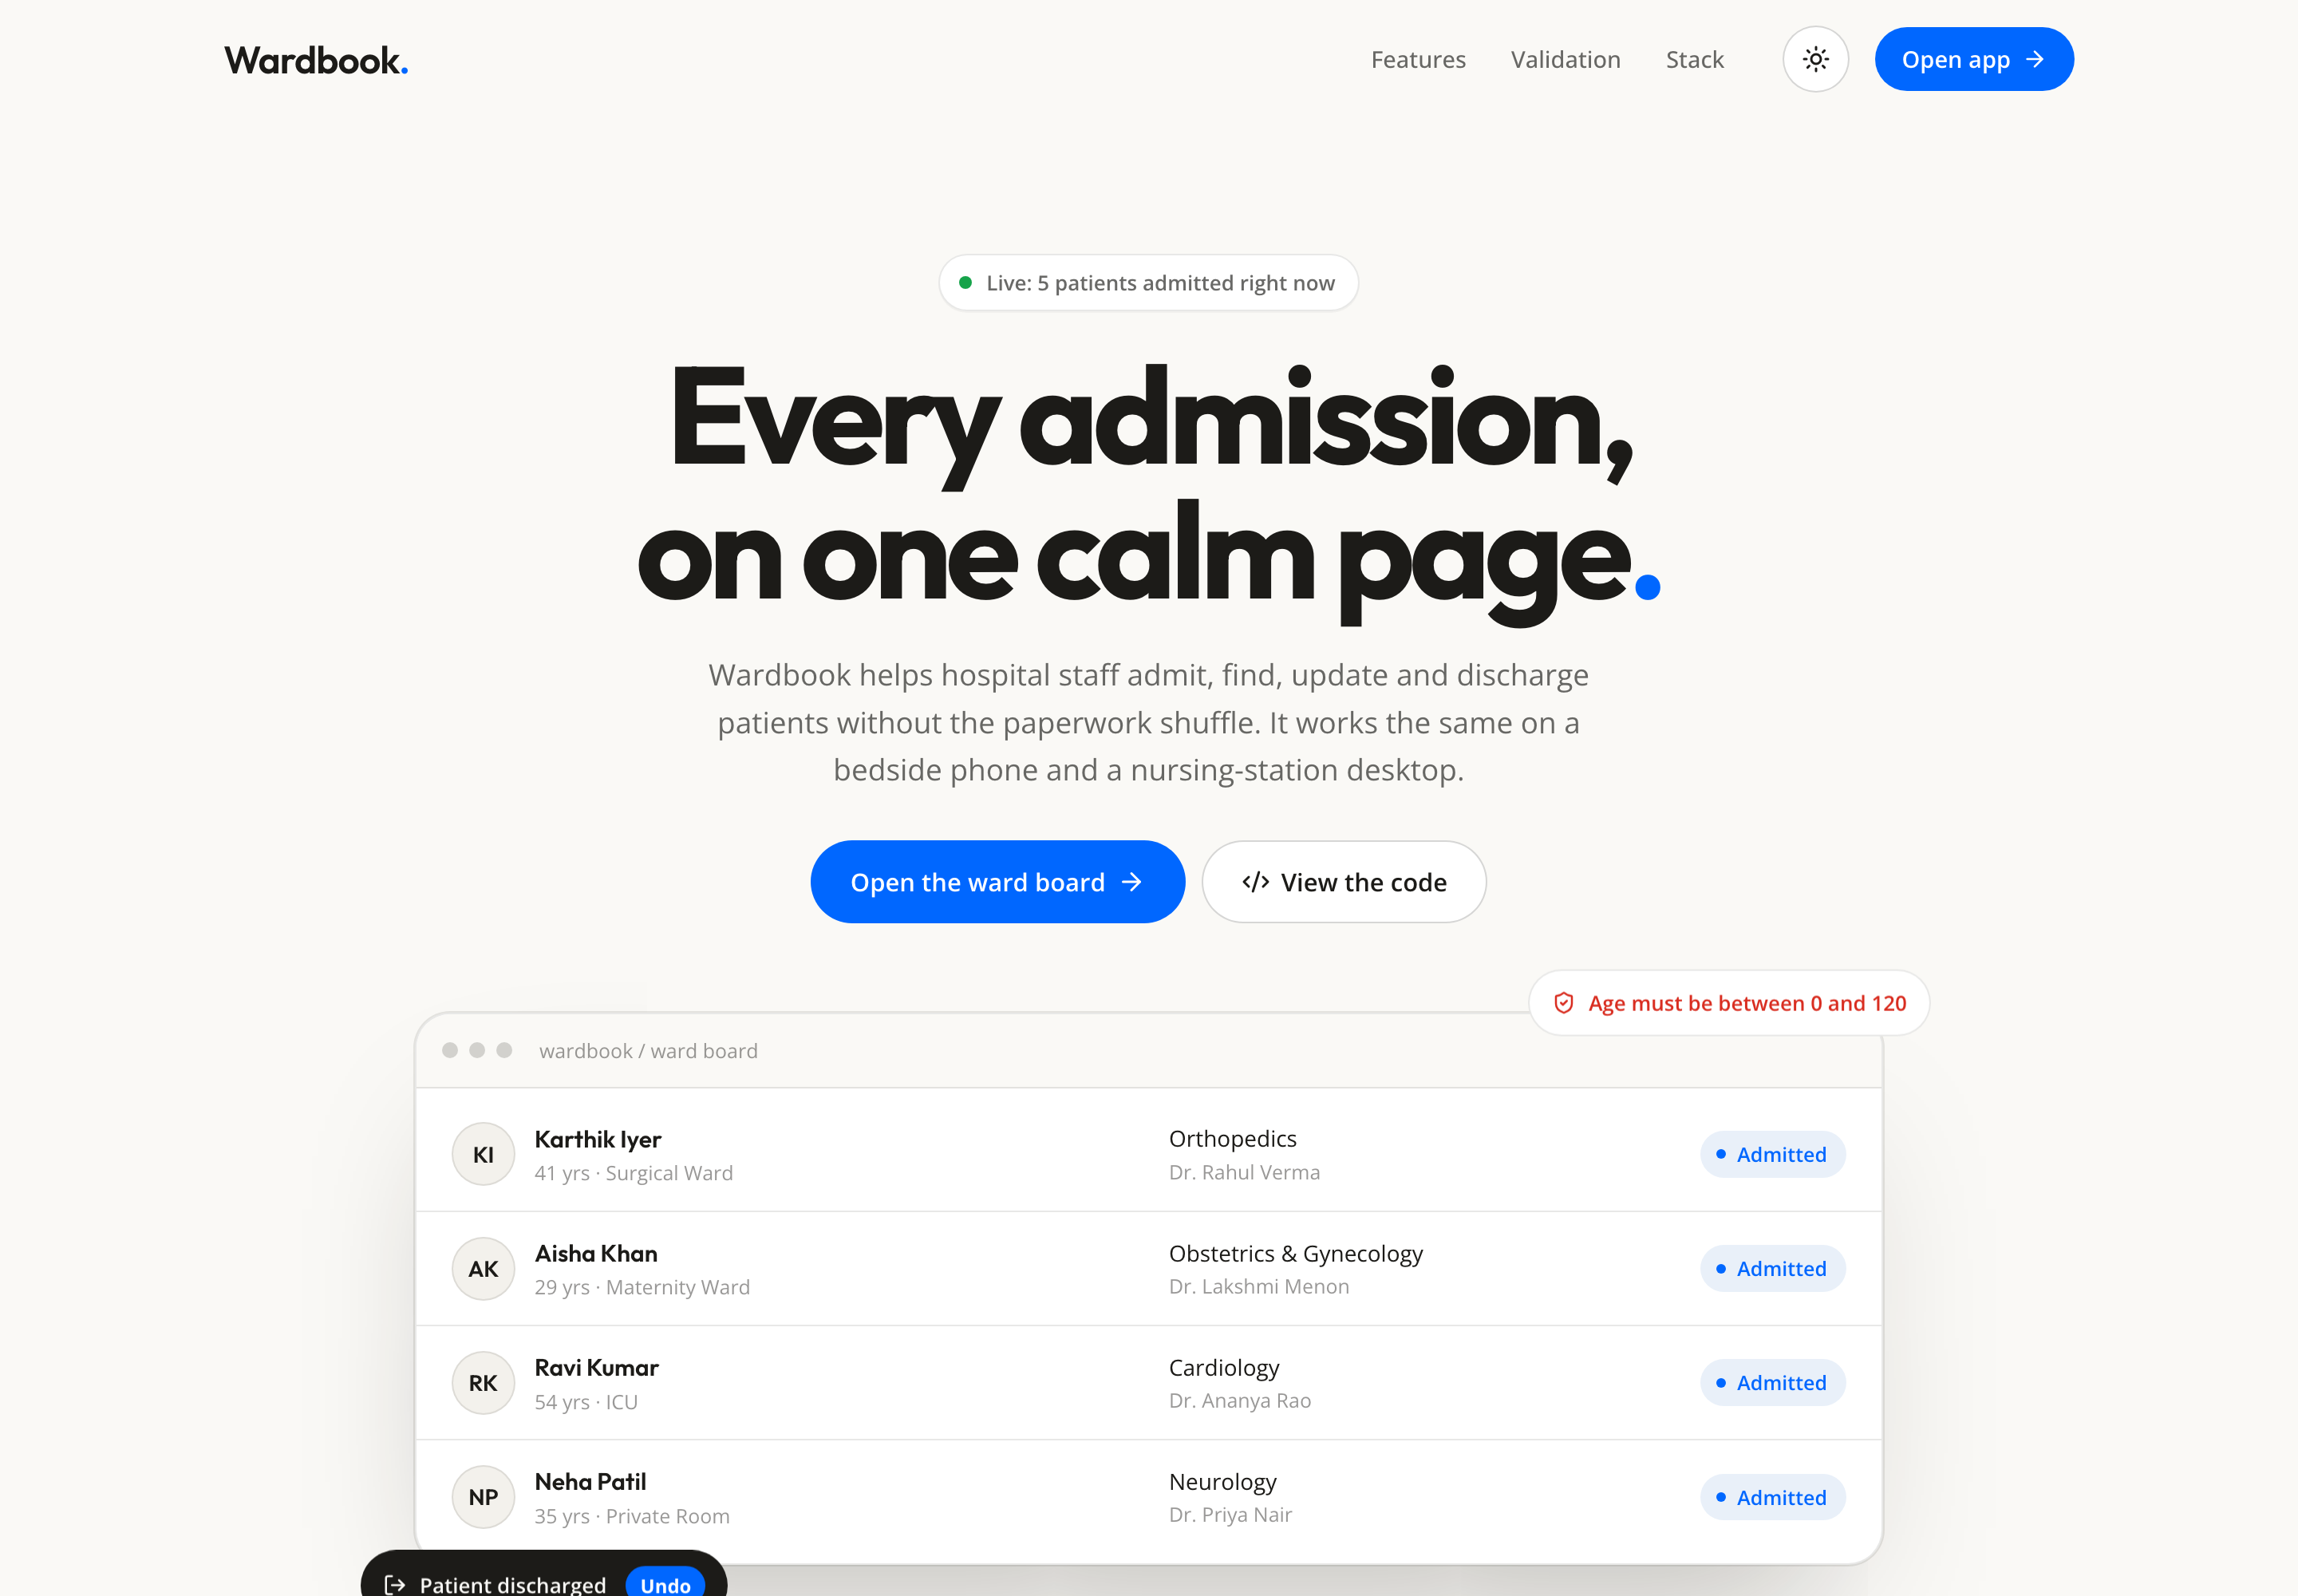 Wardbook.
Features
Validation
Stack
Open app
Live: 5 patients admitted right now
Every admission,
on one calm page.
Wardbook helps hospital staff admit, find, update and discharge
patients without the paperwork shuffle. It works the same on a
bedside phone and a nursing-station desktop.
Open the ward board
</> View the code
Age must be between 0 and 120
wardbook / ward board
KI
Karthik Iyer
41 yrs · Surgical Ward
Orthopedics
Dr. Rahul Verma
Admitted
AK
Aisha Khan
29 yrs · Maternity Ward
Obstetrics & Gynecology
Dr. Lakshmi Menon
Admitted
RK
Ravi Kumar
54 yrs · ICU
Cardiology
Dr. Ananya Rao
Admitted
NP
Neha Patil
35 yrs · Private Room
Neurology
Dr. Priya Nair
Admitted
Patient discharged
Undo